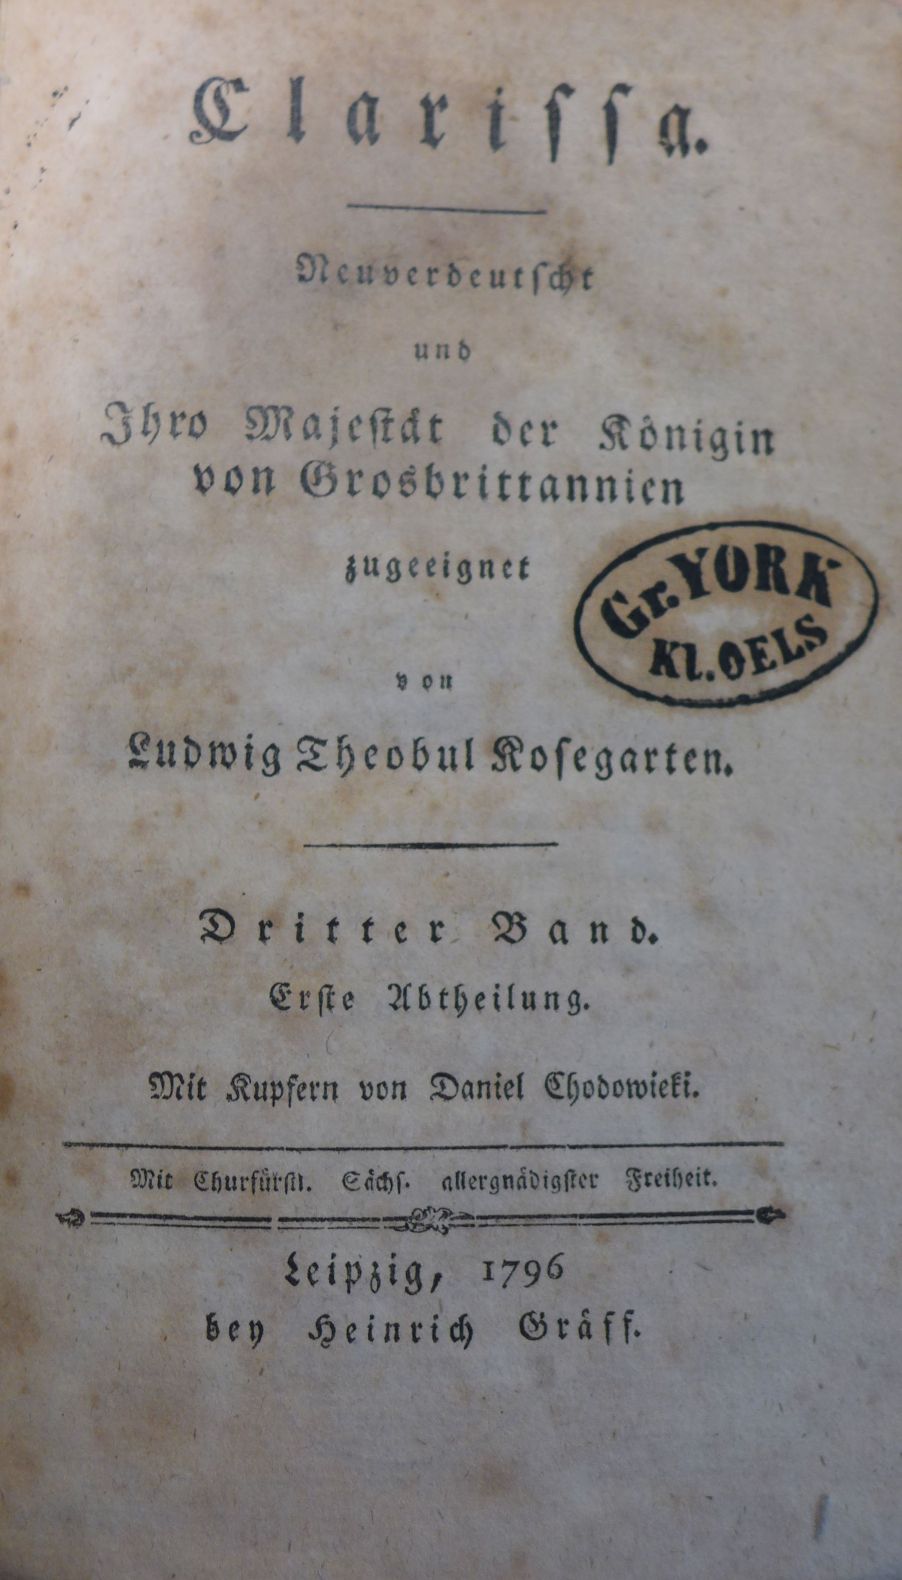 Clarissa.
Neuverdeutscht
und
Ihro Majestät der Königin
von Grosbrittannien
zugeeignet
Gr. YORK
Kl. OELS
von
Ludwig Theobul Kosegarten.
Dritter Band.
Erste Abtheilung.
Mit Kupfern von Daniel Chodowieki.
Mit Churfürstl. Sächs. allergnädigster Freiheit.
Leipzig, 1796
bey Heinrich Gräff.